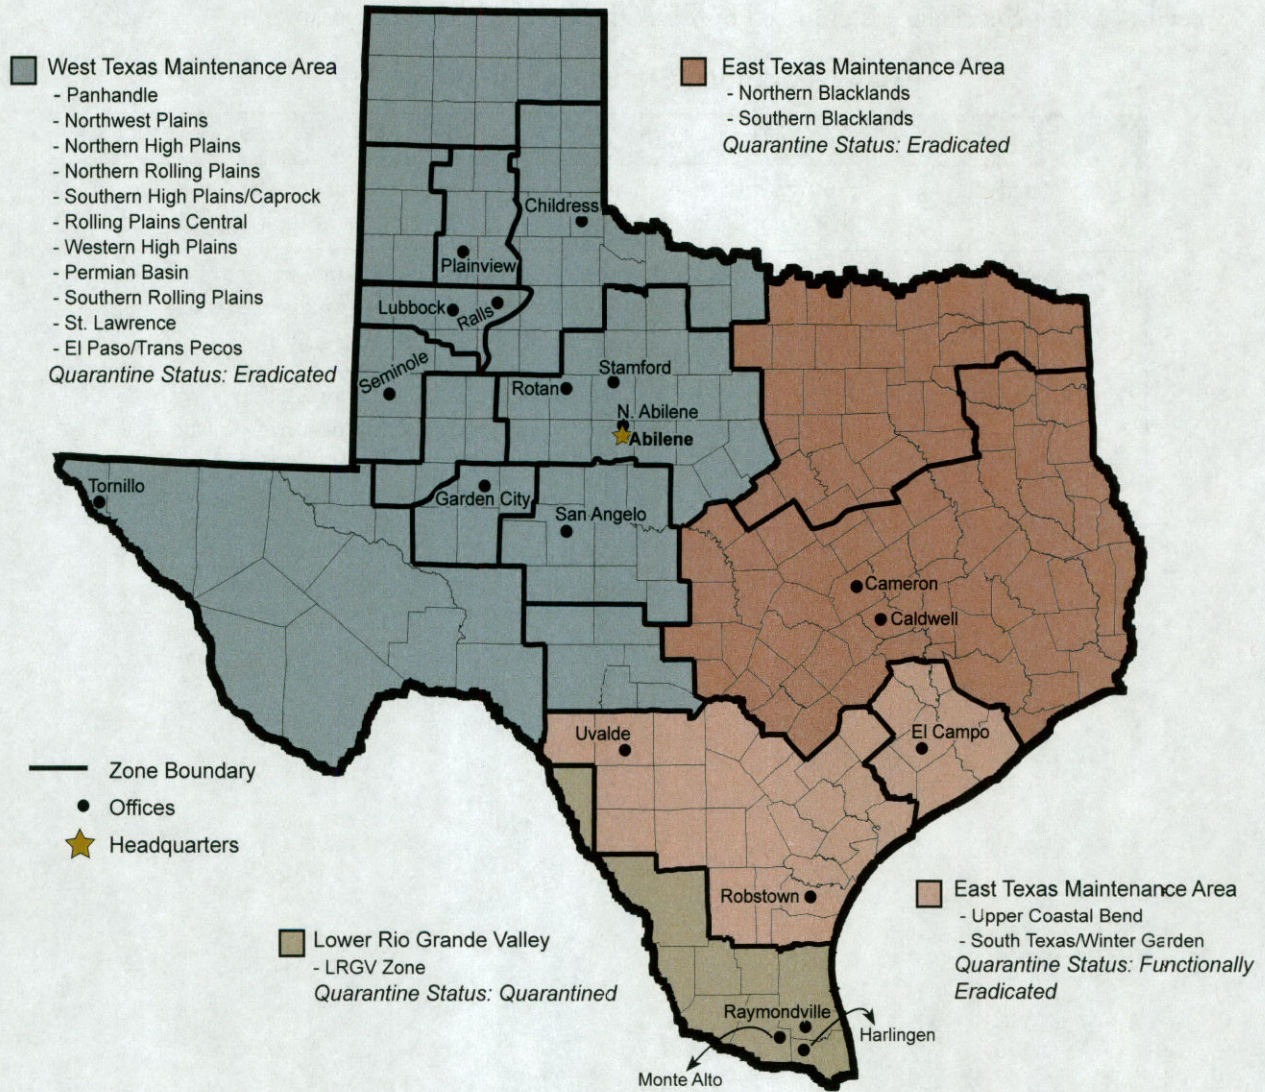 West Texas Maintenance Area
- Panhandle
- Northwest Plains
- Northern High Plains
- Northern Rolling Plains
- Southern High Plains/Caprock
- Rolling Plains Central
- Western High Plains
- Permian Basin
- Southern Rolling Plains
- St. Lawrence
- El Paso/Trans Pecos
Quarantine Status: Eradicated
East Texas Maintenance Area
- Northern Blacklands
- Southern Blacklands
Quarantine Status: Eradicated
Childress
Plainview
Lubbock
Ralls
Seminole
Rotan
Stamford
N. Abilene
Abilene
Tornillo
Garden City
San Angelo
Cameron
Caldwell
Uvalde
El Campo
Zone Boundary
Offices
Headquarters
Robstown
East Texas Maintenance Area
- Upper Coastal Bend
- South Texas/Winter Garden
Quarantine Status: Functionally
Eradicated
Lower Rio Grande Valley
- LRGV Zone
Quarantine Status: Quarantined
Raymondville
Harlingen
Monte Alto